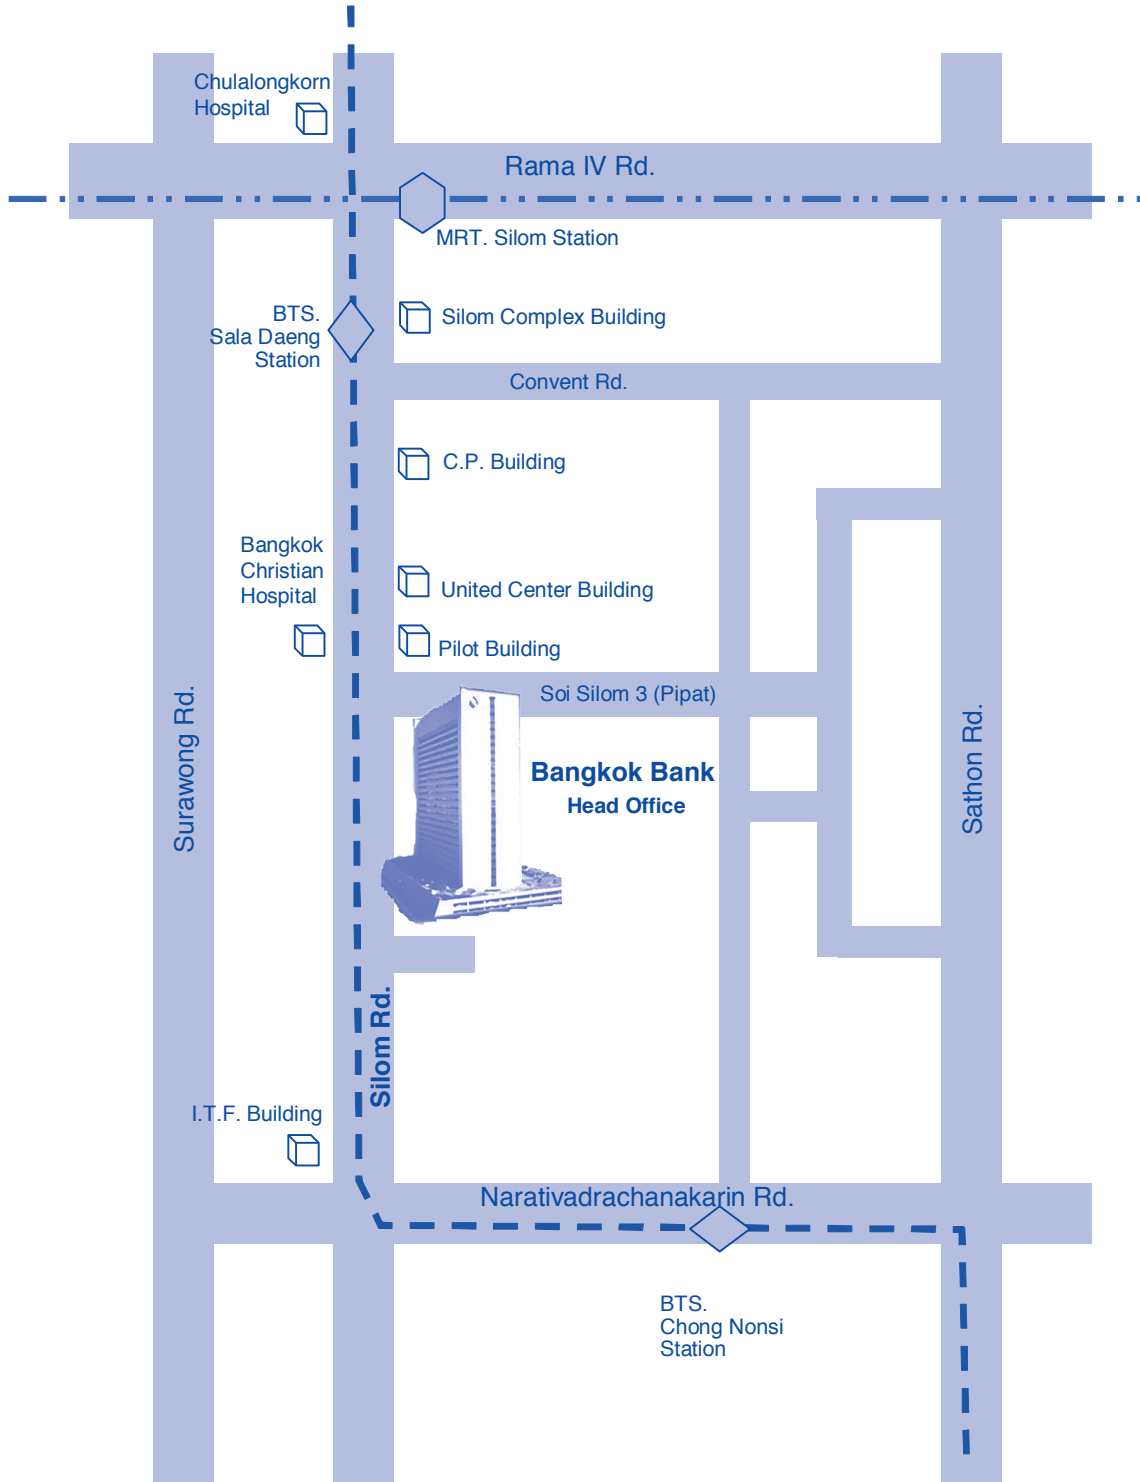 Chulalongkorn
Hospital
Rama IV Rd.
MRT. Silom Station
BTS.
Sala Daeng
Station
Silom Complex Building
Convent Rd.
C.P. Building
Bangkok
Christian
Hospital
United Center Building
Pilot Building
Soi Silom 3 (Pipat)
Surawong Rd.
Bangkok Bank
Head Office
Sathon Rd.
Silom Rd.
I.T.F. Building
Narativadrachanakarin Rd.
BTS.
Chong Nonsi
Station